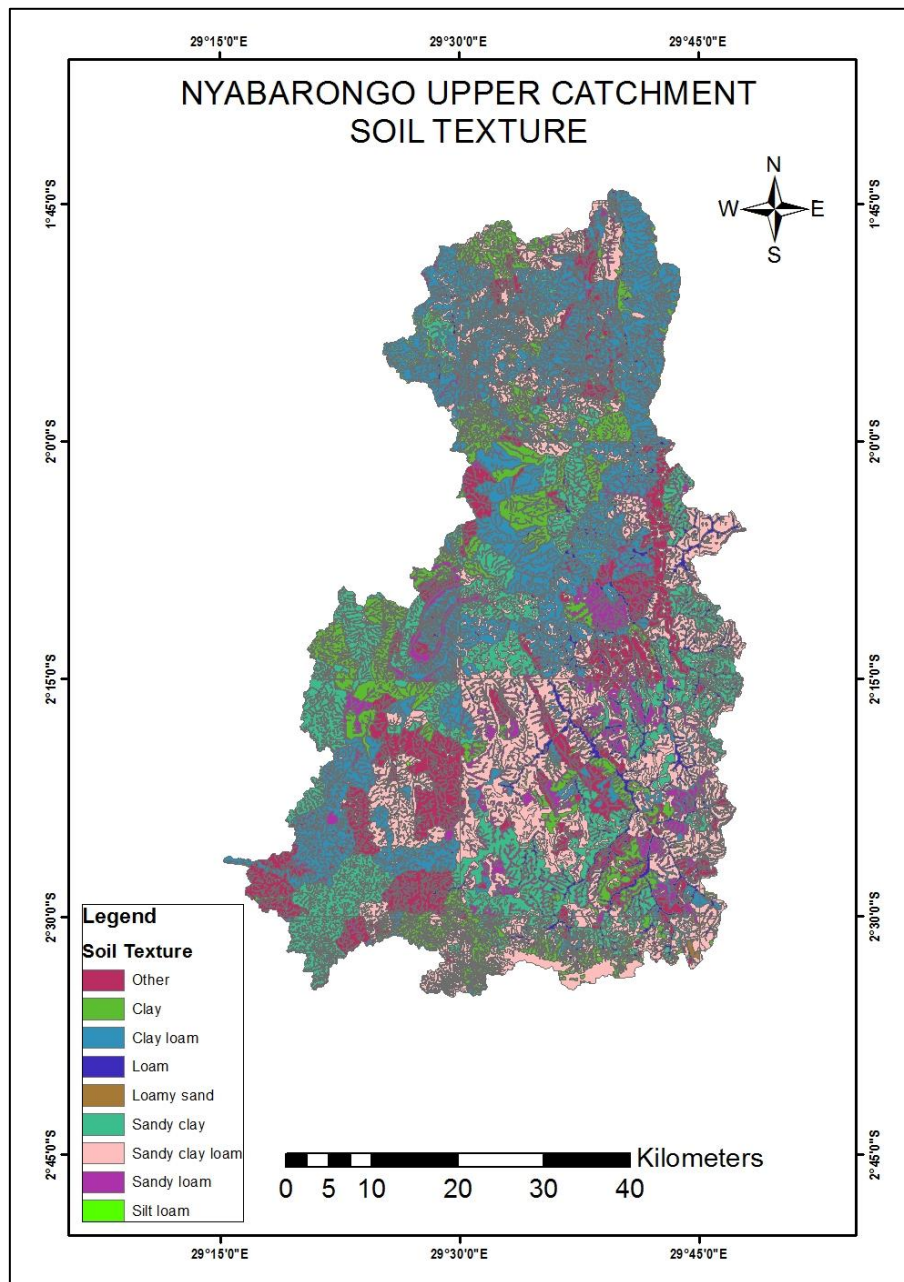 29°15'0"E 29°30'0"E 29°45'0"E
NYABARONGO UPPER CATCHMENT
SOIL TEXTURE
N
W E
S
1°45'0"S 1°45'0"S
2°0'0"S 2°0'0"S
2°15'0"S 2°15'0"S
2°30'0"S 2°30'0"S
2°45'0"S 2°45'0"S
Legend
Soil Texture
Other
Clay
Clay loam
Loam
Loamy sand
Sandy clay
Sandy clay loam
Sandy loam
Silt loam
Kilometers
0 5 10 20 30 40
29°15'0"E 29°30'0"E 29°45'0"E